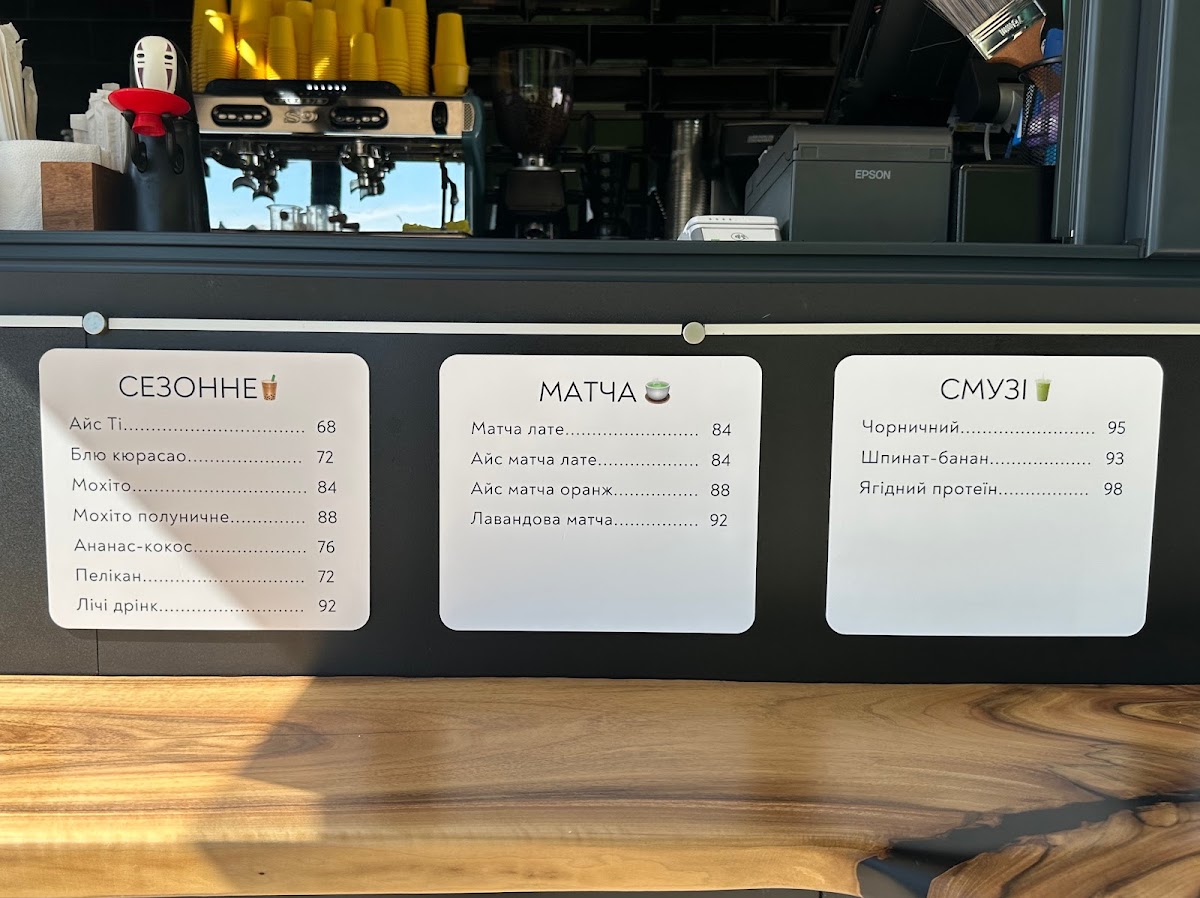 EPSON
СЕЗОННЕ
Айс Ті.............................. 68
Блю кюрасао.................... 72
Мохіто............................. 84
Мохіто полуничне............. 88
Ананас-кокос................... 76
Пелікан........................... 72
Лічі дрінк......................... 92
МАТЧА
Матча лате....................... 84
Айс матча лате................. 84
Айс матча оранж............... 88
Лавандова матча............... 92
СМУЗІ
Чорничний........................ 95
Шпинат-банан................... 93
Ягідний протеїн................. 98